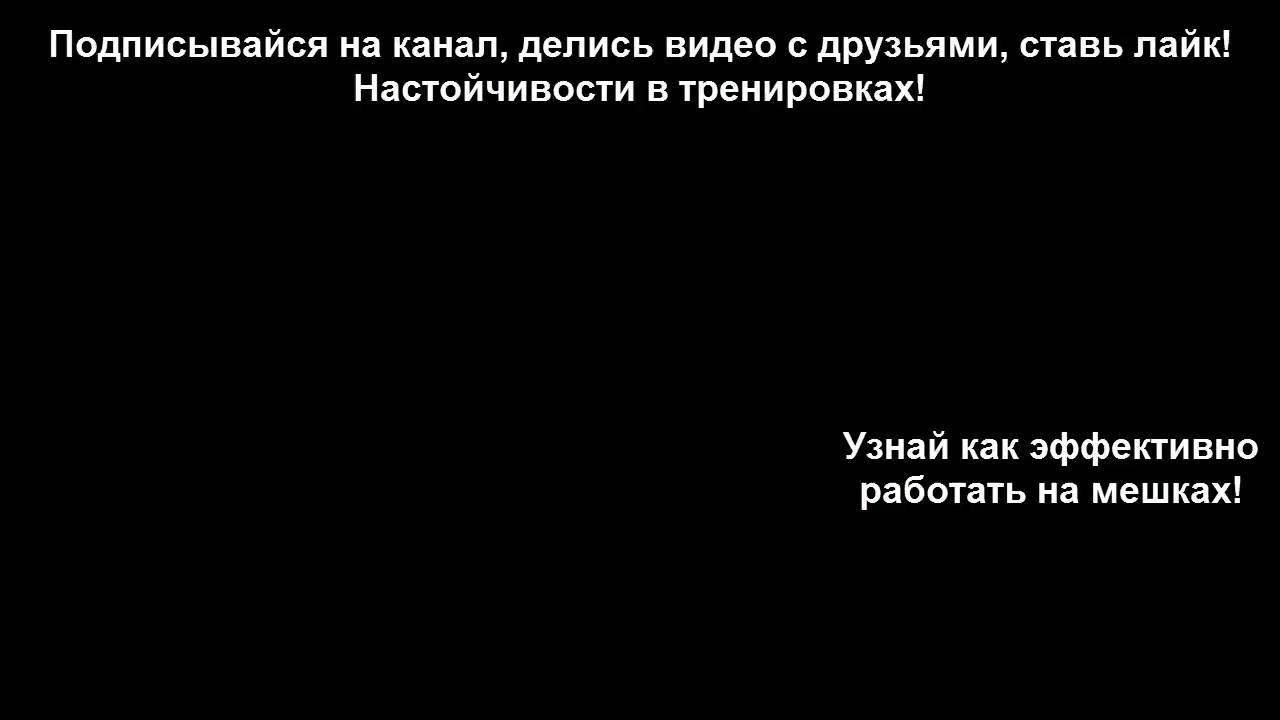 Подписывайся на канал, делись видео с друзьями, ставь лайк!
Настойчивости в тренировках!
Узнай как эффективно
работать на мешках!